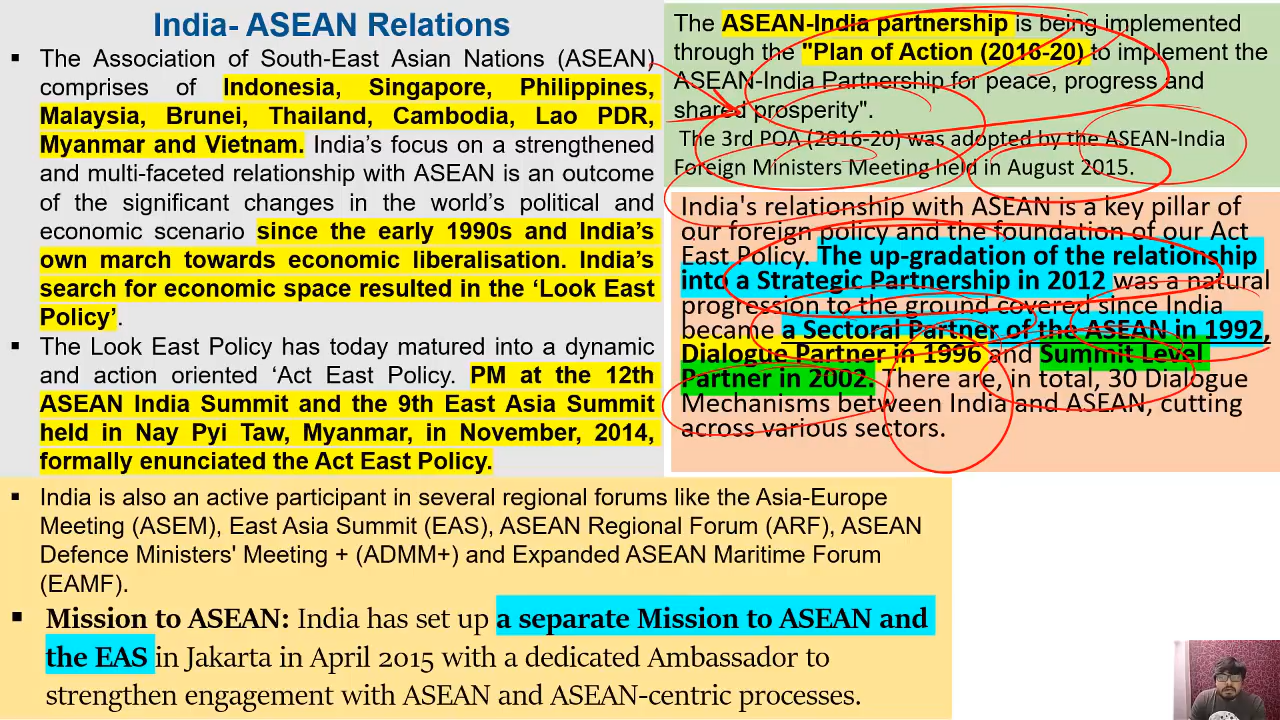 India- ASEAN Relations
▪ The Association of South-East Asian Nations (ASEAN)
comprises of Indonesia, Singapore, Philippines,
Malaysia, Brunei, Thailand, Cambodia, Lao PDR,
Myanmar and Vietnam. India's focus on a strengthened
and multi-faceted relationship with ASEAN is an outcome
of the significant changes in the world's political and
economic scenario since the early 1990s and India's
own march towards economic liberalisation. India's
search for economic space resulted in the 'Look East
Policy'.
▪ The Look East Policy has today matured into a dynamic
and action oriented 'Act East Policy. PM at the 12th
ASEAN India Summit and the 9th East Asia Summit
held in Nay Pyi Taw, Myanmar, in November, 2014,
formally enunciated the Act East Policy.
The ASEAN-India partnership is being implemented
through the "Plan of Action (2016-20) to implement the
ASEAN-India Partnership for peace, progress and
shared prosperity".
The 3rd POA (2016-20) was adopted by the ASEAN-India
Foreign Ministers Meeting held in August 2015.
India's relationship with ASEAN is a key pillar of
our foreign policy and the foundation of our Act
East Policy. The up-gradation of the relationship
into a Strategic Partnership in 2012 was a natural
progression to the ground covered since India
became a Sectoral Partner of the ASEAN in 1992,
Dialogue Partner in 1996 and Summit Level
Partner in 2002. There are, in total, 30 Dialogue
Mechanisms between India and ASEAN, cutting
across various sectors.
▪ India is also an active participant in several regional forums like the Asia-Europe
Meeting (ASEM), East Asia Summit (EAS), ASEAN Regional Forum (ARF), ASEAN
Defence Ministers' Meeting + (ADMM+) and Expanded ASEAN Maritime Forum
(EAMF).
▪ Mission to ASEAN: India has set up a separate Mission to ASEAN and
the EAS in Jakarta in April 2015 with a dedicated Ambassador to
strengthen engagement with ASEAN and ASEAN-centric processes.